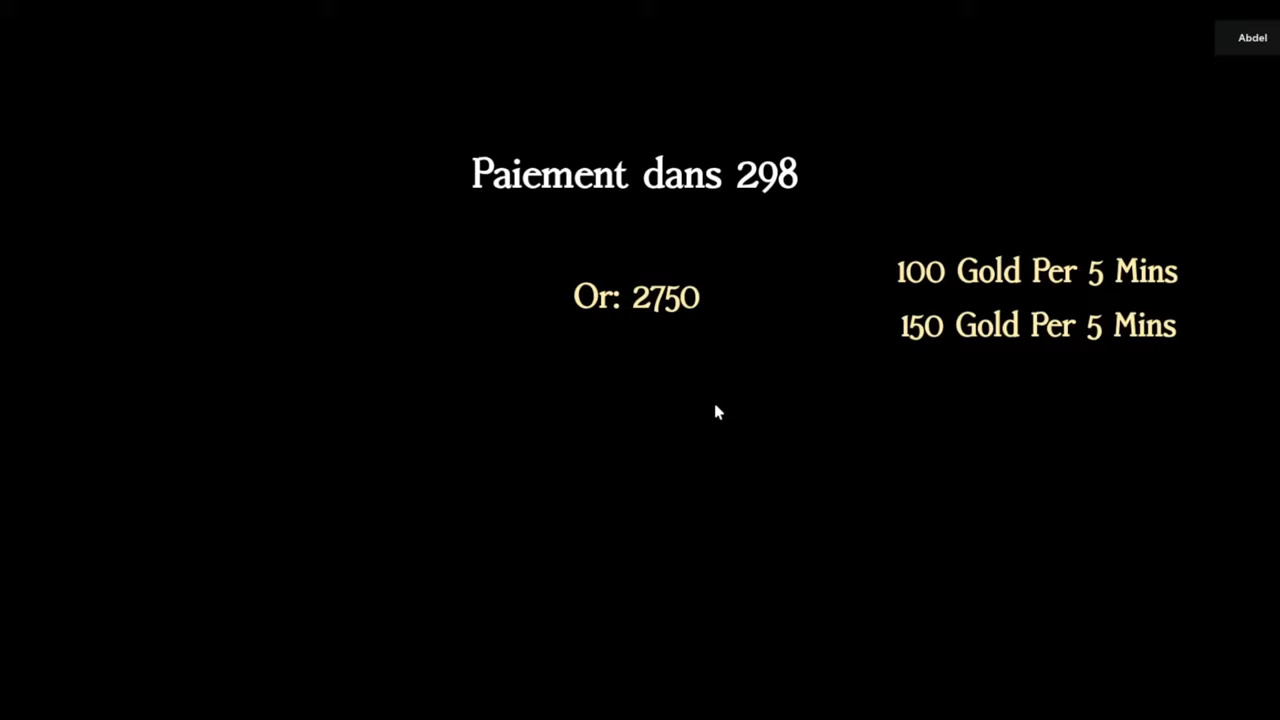 Abdel
Paiement dans 298
Or: 2750
100 Gold Per 5 Mins
150 Gold Per 5 Mins